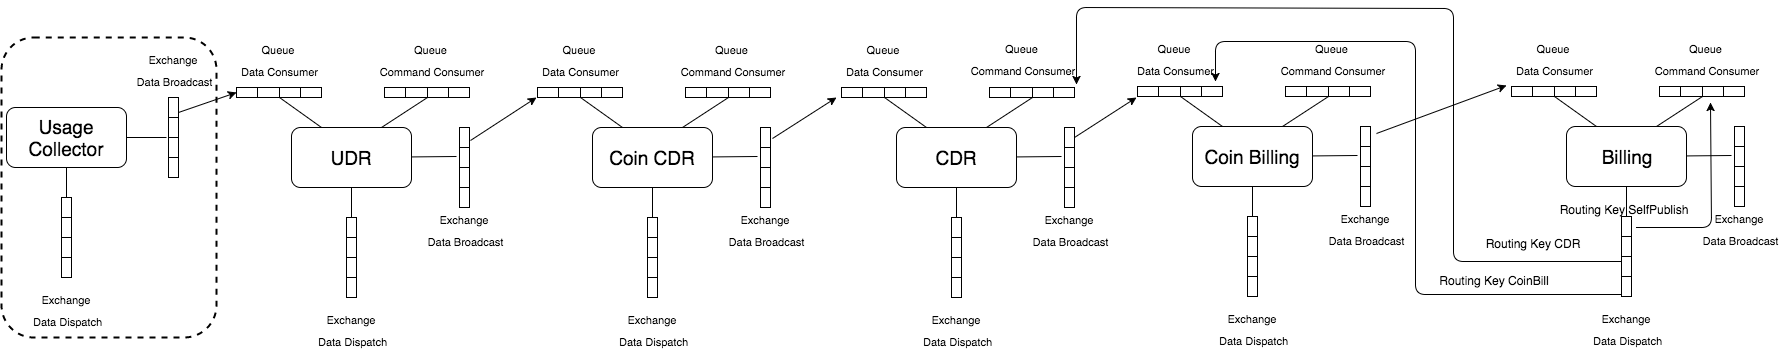 Exchange
Data Broadcast
Usage
Collector
Exchange
Data Dispatch
Queue
Data Consumer
Queue
Command Consumer
UDR
Exchange
Data Broadcast
Exchange
Data Dispatch
Queue
Data Consumer
Queue
Command Consumer
Coin CDR
Exchange
Data Broadcast
Exchange
Data Dispatch
Queue
Data Consumer
Queue
Command Consumer
CDR
Exchange
Data Broadcast
Exchange
Data Dispatch
Queue
Data Consumer
Queue
Command Consumer
Coin Billing
Exchange
Data Broadcast
Exchange
Data Dispatch
Queue
Data Consumer
Queue
Command Consumer
Billing
Routing Key SelfPublish
Exchange
Data Broadcast
Routing Key CDR
Routing Key CoinBill
Exchange
Data Dispatch